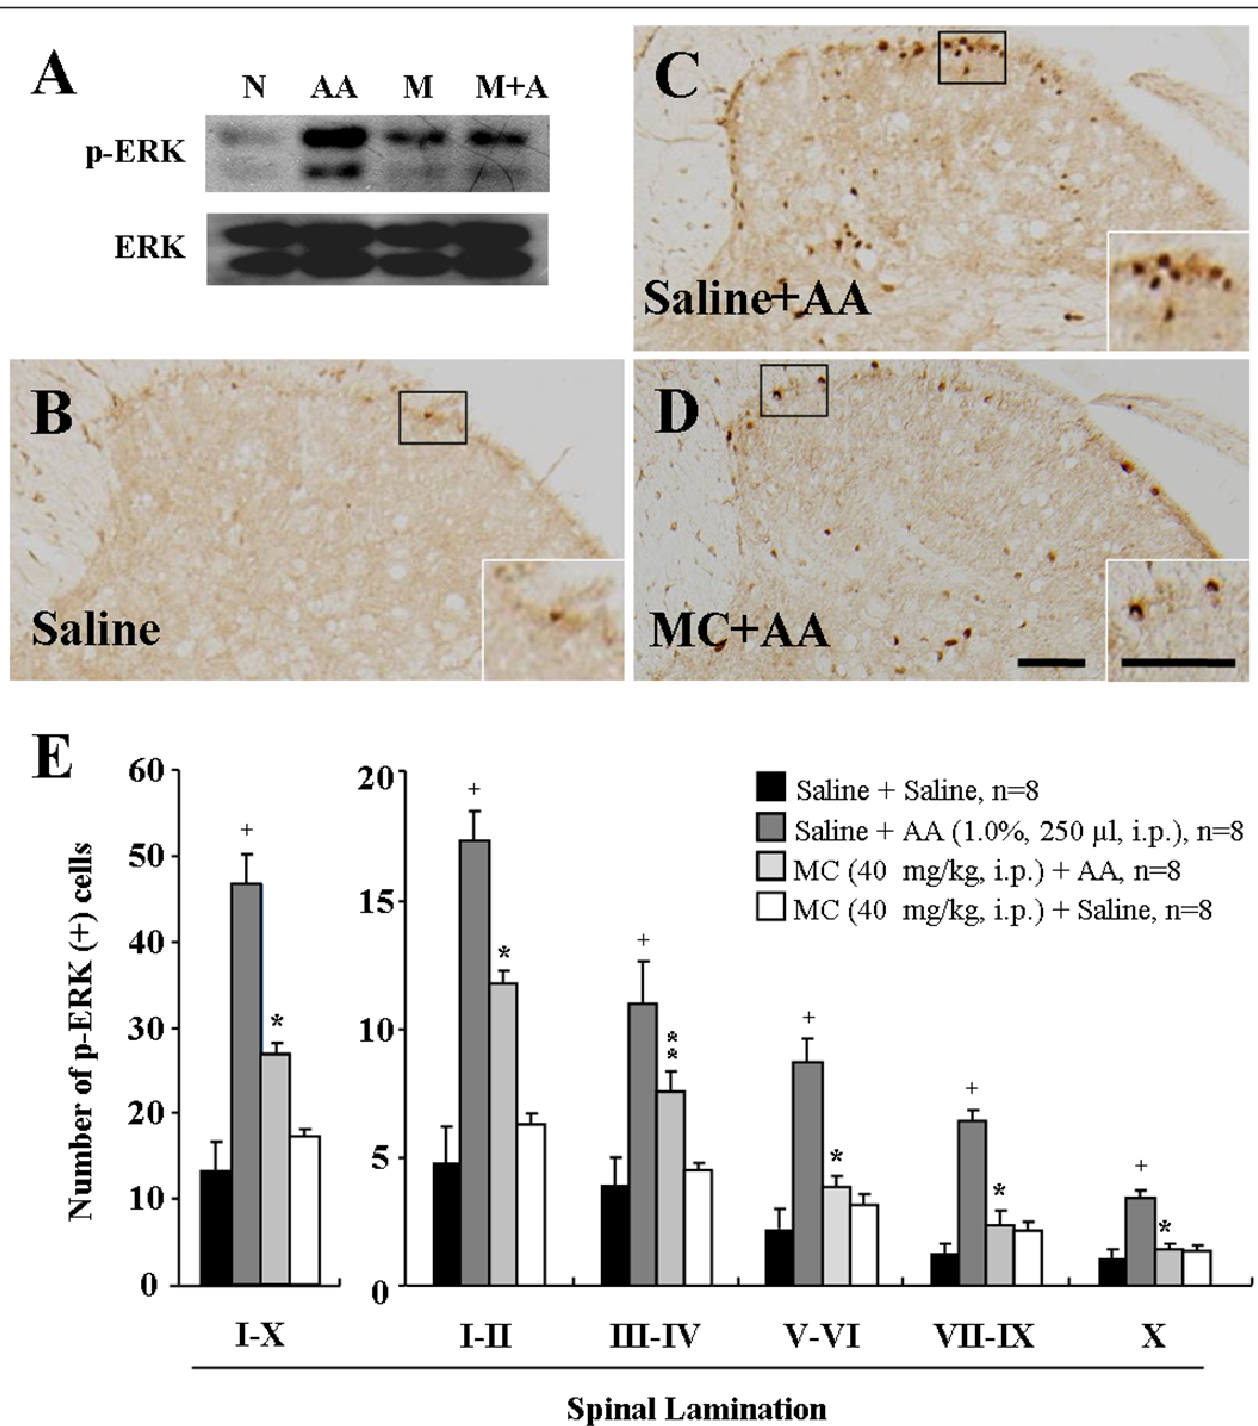 A
N AA M M+A
p-ERK
ERK
C
Saline+AA
B
Saline
D
MC+AA
E
60
50
40
30
20
10
0
Number of p-ERK (+) cells
20
15
10
5
0
+
*
+
*
+
**
+
*
+
*
+
*
Saline + Saline, n=8
Saline + AA (1.0%, 250 µl, i.p.), n=8
MC (40 mg/kg, i.p.) + AA, n=8
MC (40 mg/kg, i.p.) + Saline, n=8
I-X I-II III-IV V-VI VII-IX X
Spinal Lamination